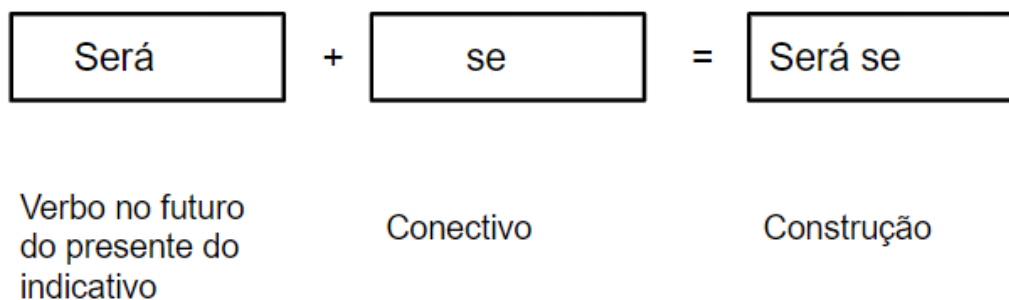 Será + se = Será se
Verbo no futuro
do presente do
indicativo
Conectivo
Construção